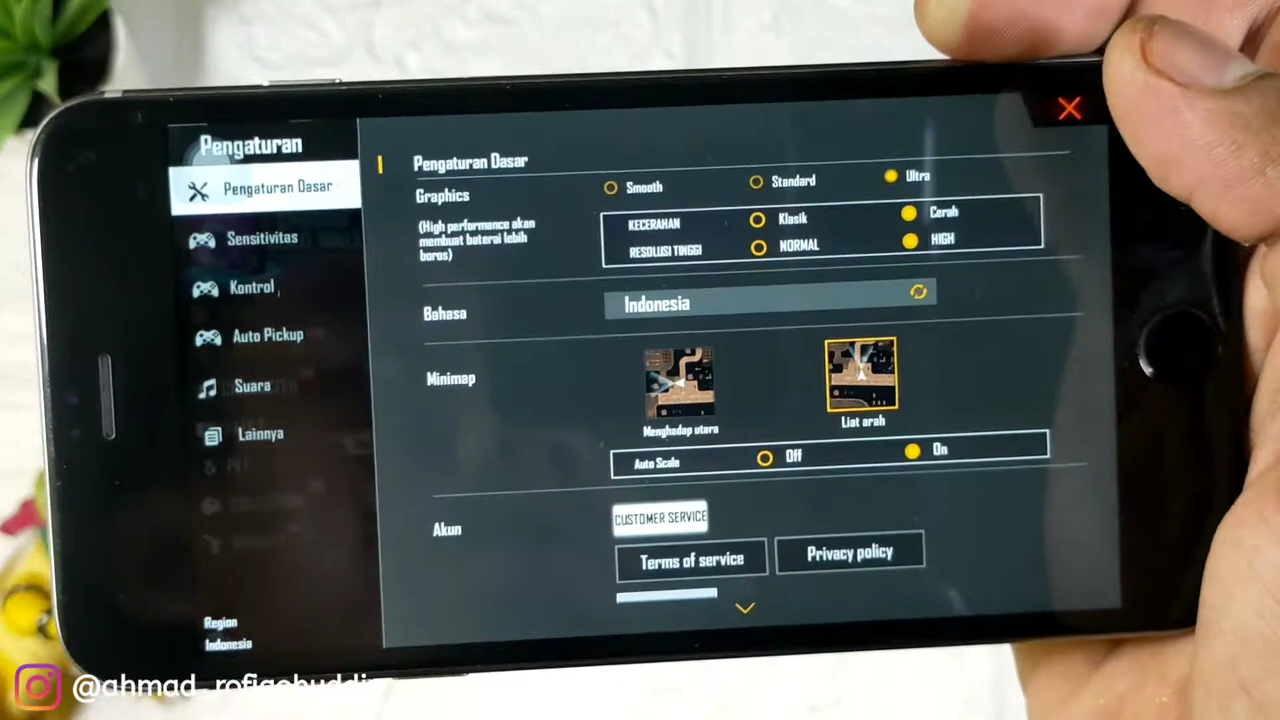 Pengaturan
Pengaturan Dasar
Sensitivitas
Kontrol
Auto Pickup
Suara
Lainnya
Region
Indonesia
Pengaturan Dasar
Graphics
Smooth
Standard
Ultra
(High performance akan
membuat baterai lebih
boros)
KECERAHAN
Klasik
Cerah
RESOLUSI TINGGI
NORMAL
HIGH
Bahasa
Indonesia
Minimap
Menghadap utara
Liat arah
Auto Scale
Off
On
Akun
CUSTOMER SERVICE
Terms of service
Privacy policy